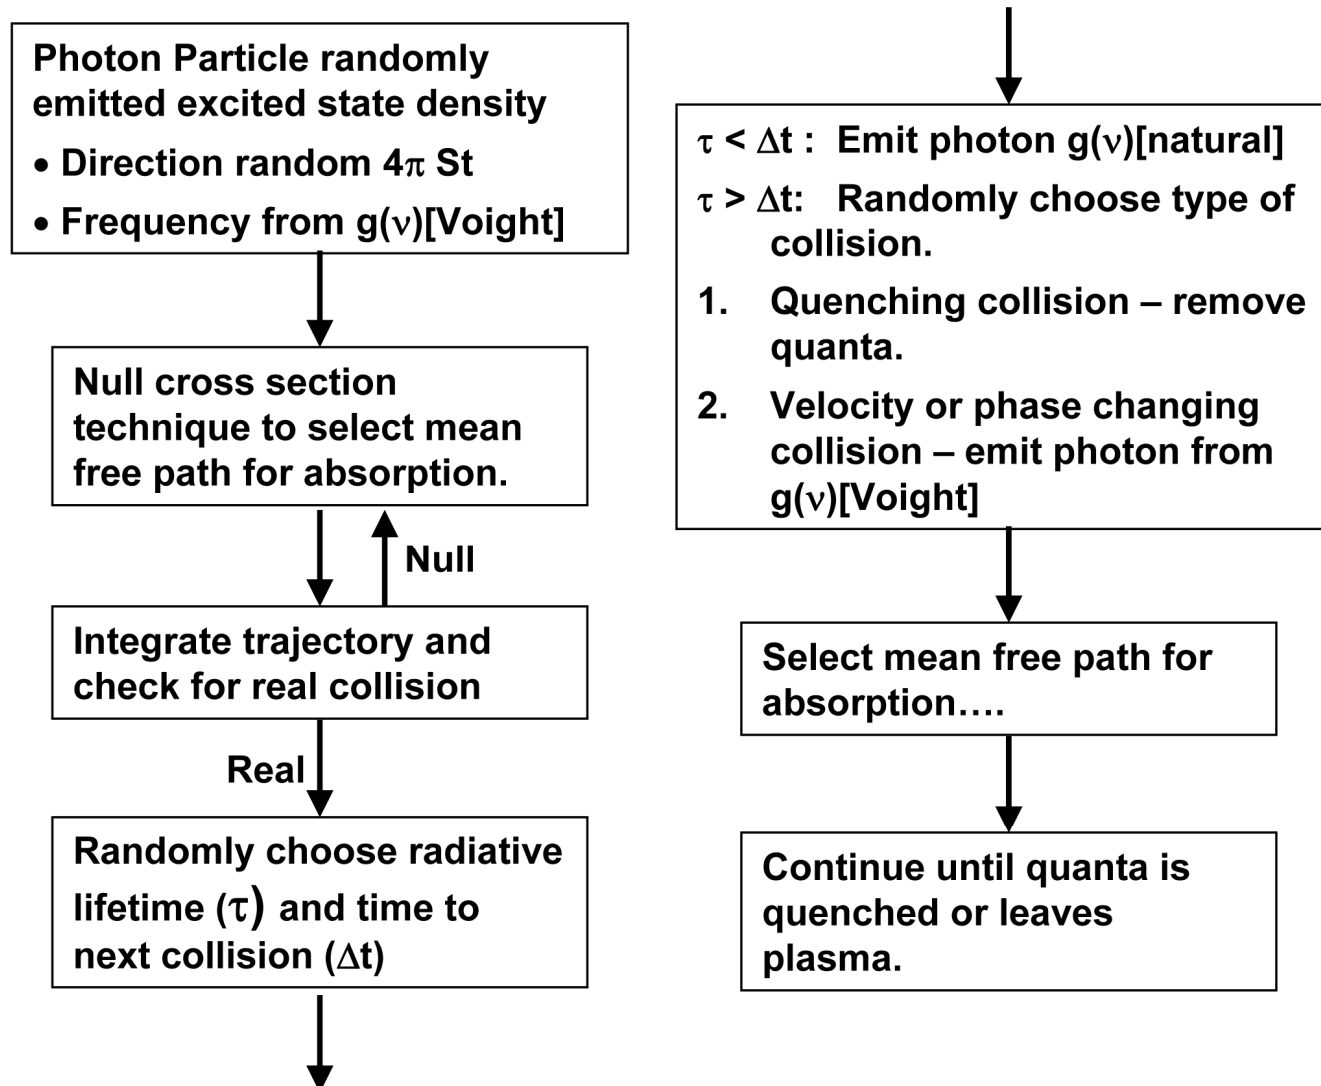 Photon Particle randomly
emitted excited state density
• Direction random 4π St
• Frequency from g(ν)[Voight]
Null cross section
technique to select mean
free path for absorption.
Null
Integrate trajectory and
check for real collision
Real
Randomly choose radiative
lifetime (τ) and time to
next collision (Δt)
τ < Δt : Emit photon g(ν)[natural]
τ > Δt: Randomly choose type of
collision.
1. Quenching collision – remove
quanta.
2. Velocity or phase changing
collision – emit photon from
g(ν)[Voight]
Select mean free path for
absorption….
Continue until quanta is
quenched or leaves
plasma.